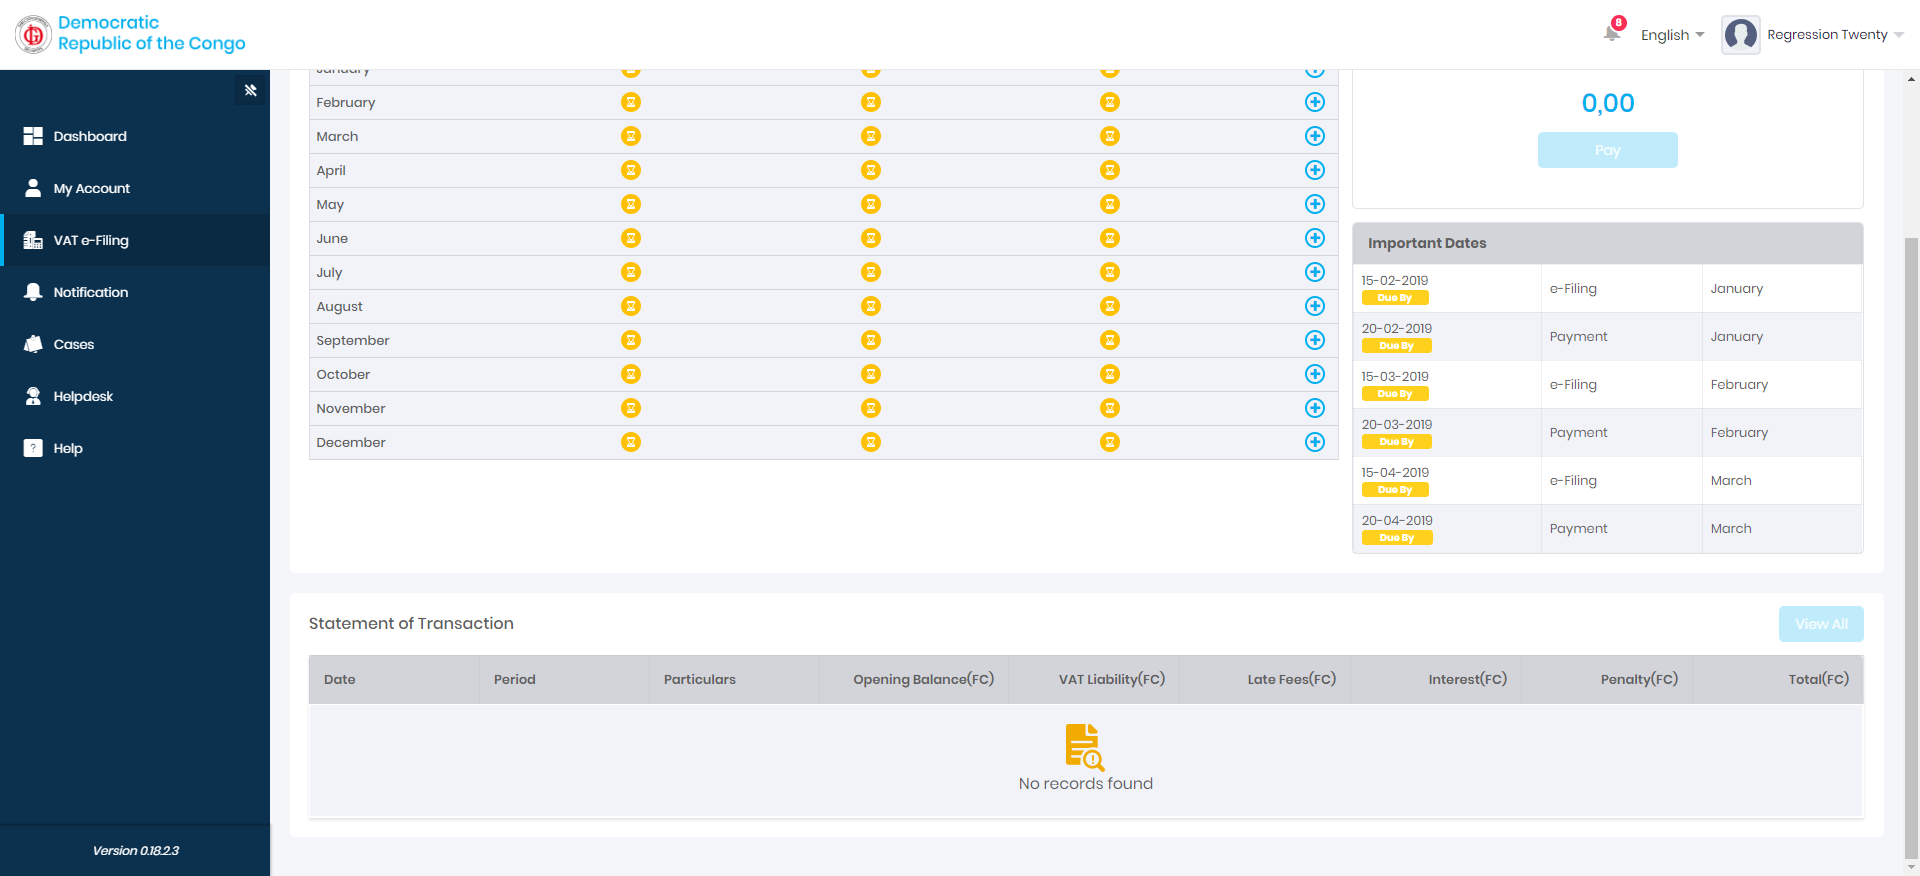 Democratic
Republic of the Congo
8
English
Regression Twenty
Dashboard
My Account
VAT e-Filing
Notification
Cases
Helpdesk
? Help
Version 0.18.2.3
January
February
March
April
May
June
July
August
September
October
November
December
0,00
Pay
Important Dates
15-02-2019
Due By
e-Filing January
20-02-2019
Due By
Payment January
15-03-2019
Due By
e-Filing February
20-03-2019
Due By
Payment February
15-04-2019
Due By
e-Filing March
20-04-2019
Due By
Payment March
Statement of Transaction
View All
Date Period Particulars Opening Balance(FC) VAT Liability(FC) Late Fees(FC) Interest(FC) Penalty(FC) Total(FC)
No records found